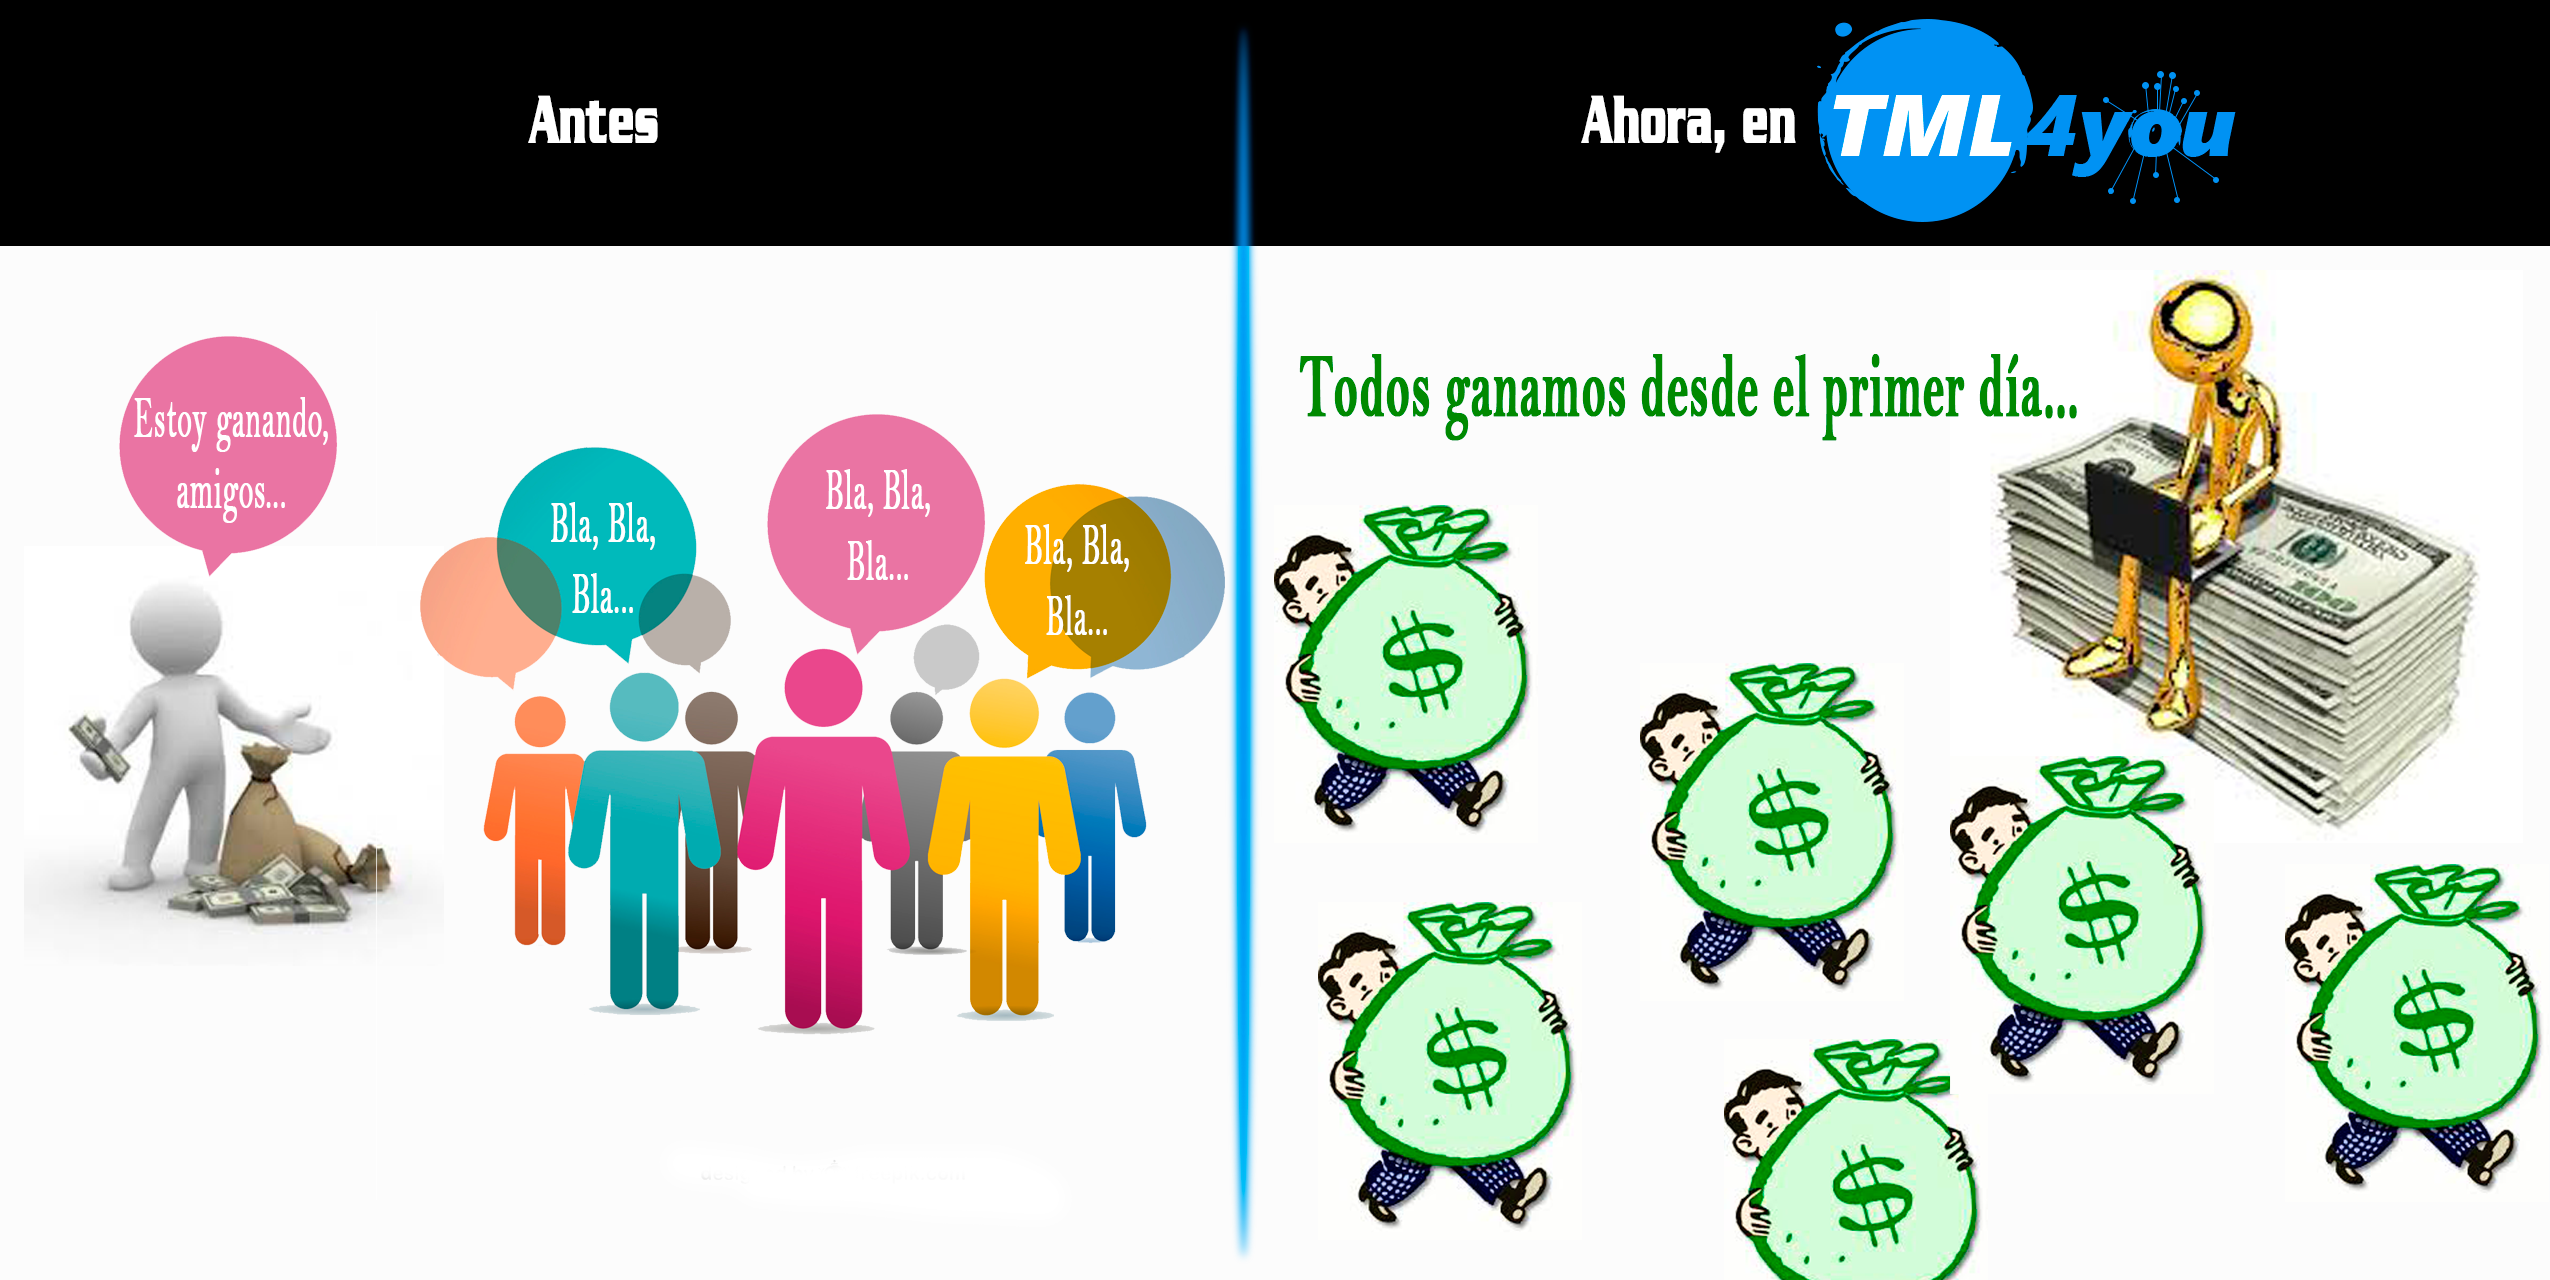 Antes
Ahora, en TML4you
Estoy ganando,
amigos...
Bla, Bla,
Bla...
Bla, Bla,
Bla...
Bla, Bla,
Bla...
Todos ganamos desde el primer día...
$
$
$
$
$
$